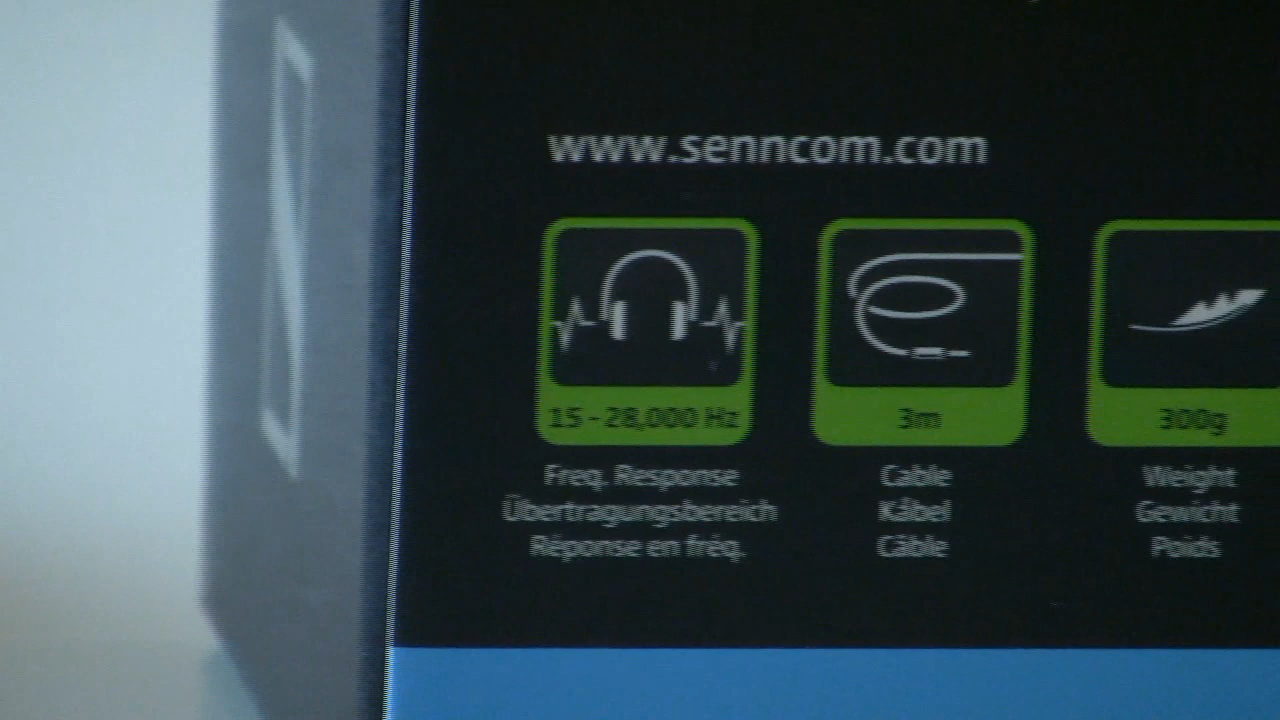 www.senncom.com
15 - 28,000 Hz
3m
300g
Freq. Response
Cable
Weight
Übertragungsbereich
Kabel
Gewicht
Réponse en fréq.
Câble
Poids